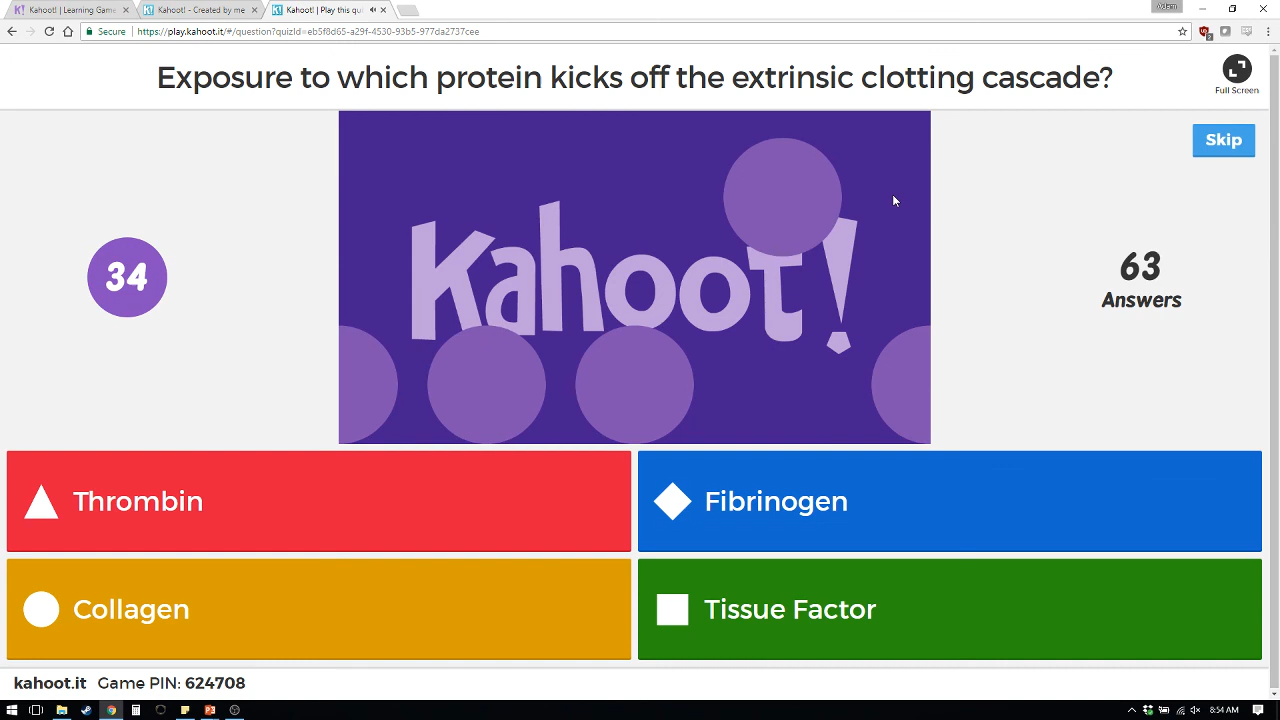 Adam
Kahoot! | Learning Game
Kahoot! - Created by me
Kahoot! | Play this qu
Secure
https://play.kahoot.it/#/question?quizId=eb5f8d65-a29f-4530-93b5-977da2737cee
Exposure to which protein kicks off the extrinsic clotting cascade?
Full Screen
Skip
Kahoot!
34
63
Answers
Thrombin
Fibrinogen
Collagen
Tissue Factor
kahoot.it Game PIN: 624708
8:54 AM